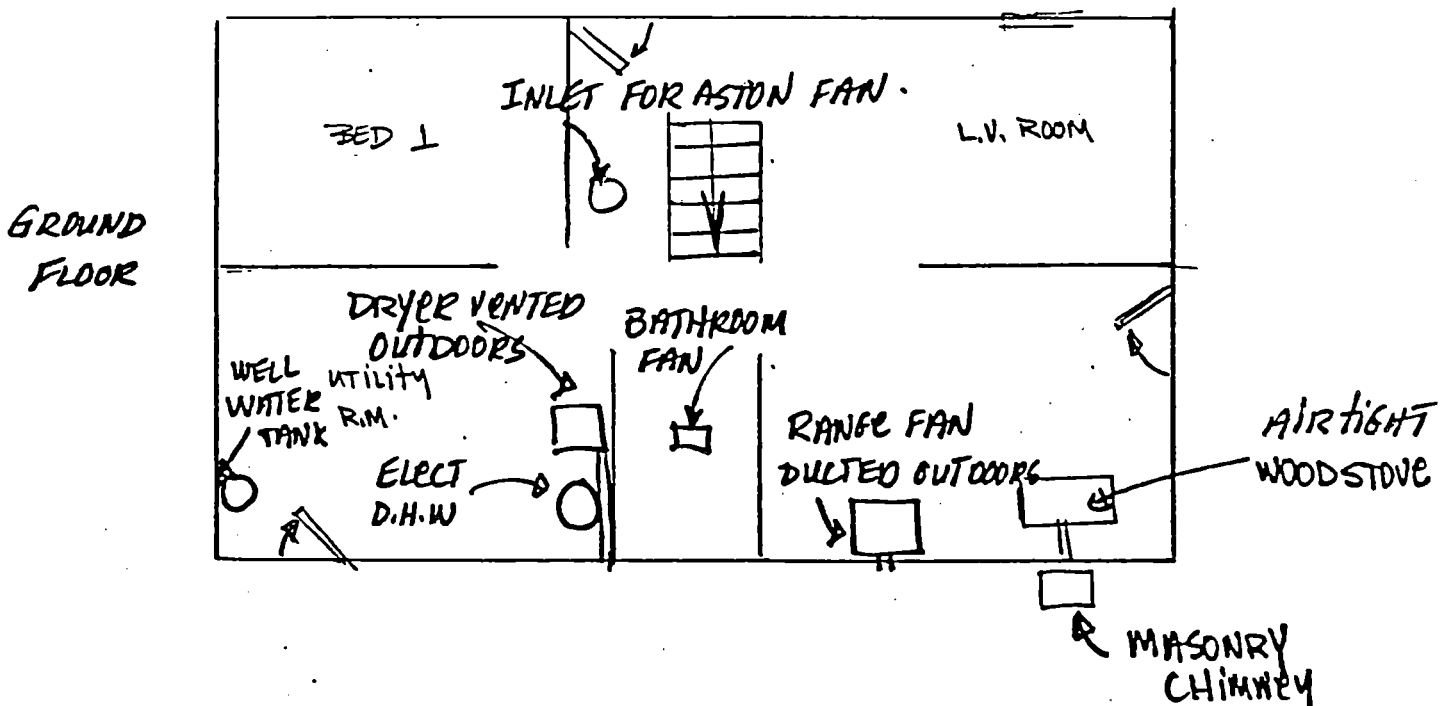 INLET FOR ASTON FAN.
BED 1
L.V. ROOM
GROUND
FLOOR
DRYER VENTED
OUTDOORS
BATHROOM
FAN
WELL
WATER
TANK
UTILITY
R.M.
ELECT
D.H.W
RANGE FAN
DUCTED OUTDOORS
AIRTIGHT
WOODSTOVE
MASONRY
CHIMNEY